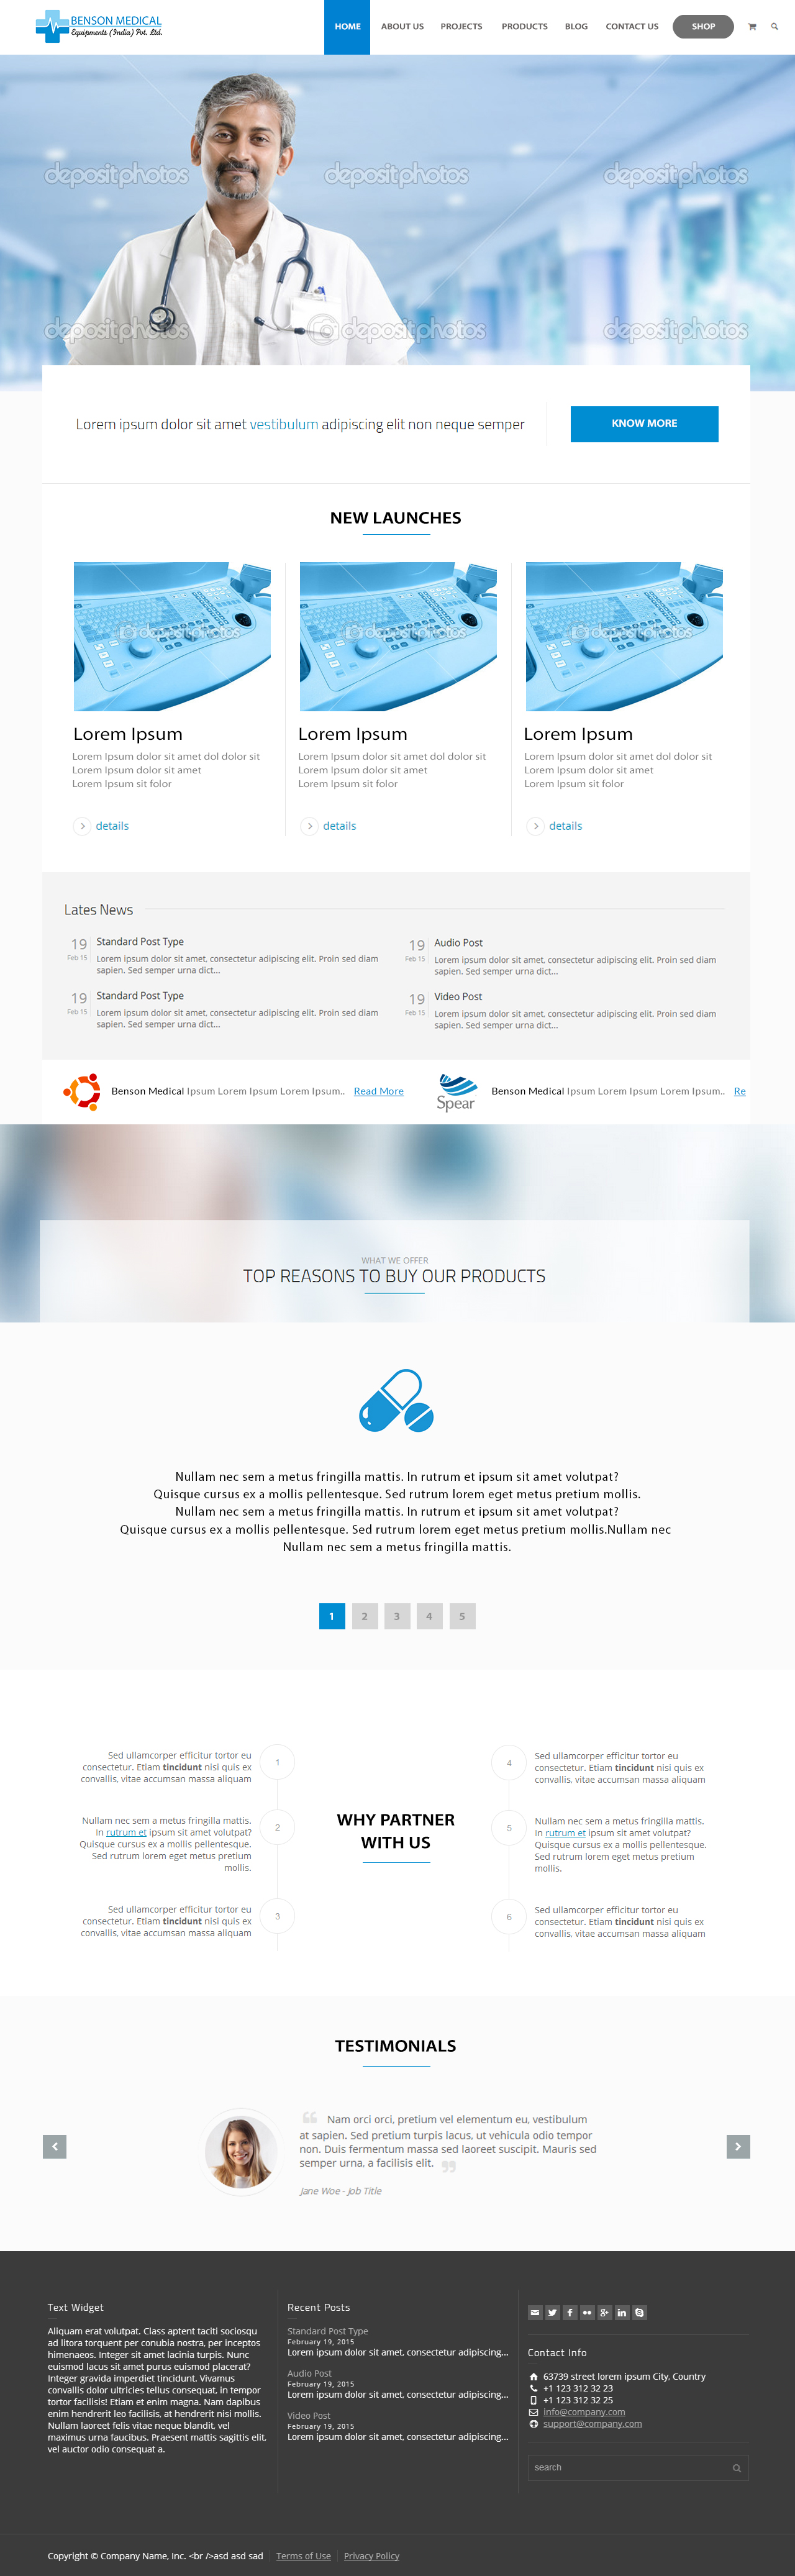 BENSON MEDICAL
Equipments (India) Pvt. Ltd.
HOME
ABOUT US
PROJECTS
PRODUCTS
BLOG
CONTACT US
SHOP
depositphotos depositphotos depositphotos
depositphotos depositphotos depositphotos
Lorem ipsum dolor sit amet vestibulum adipiscing elit non neque semper
KNOW MORE
NEW LAUNCHES
depositphotos
depositphotos
depositphotos
Lorem Ipsum
Lorem Ipsum dolor sit amet dol dolor sit
Lorem Ipsum dolor sit amet
Lorem Ipsum sit folor
details
Lorem Ipsum
Lorem Ipsum dolor sit amet dol dolor sit
Lorem Ipsum dolor sit amet
Lorem Ipsum sit folor
details
Lorem Ipsum
Lorem Ipsum dolor sit amet dol dolor sit
Lorem Ipsum dolor sit amet
Lorem Ipsum sit folor
details
Lates News
19
Feb 15
Standard Post Type
Lorem ipsum dolor sit amet, consectetur adipiscing elit. Proin sed diam
sapien. Sed semper urna dict...
19
Feb 15
Standard Post Type
Lorem ipsum dolor sit amet, consectetur adipiscing elit. Proin sed diam
sapien. Sed semper urna dict...
19
Feb 15
Audio Post
Lorem ipsum dolor sit amet, consectetur adipiscing elit. Proin sed diam
sapien. Sed semper urna dict...
19
Feb 15
Video Post
Lorem ipsum dolor sit amet, consectetur adipiscing elit. Proin sed diam
sapien. Sed semper urna dict...
Benson Medical Ipsum Lorem Ipsum Lorem Ipsum.. Read More
Spear
Benson Medical Ipsum Lorem Ipsum Lorem Ipsum.. Re
WHAT WE OFFER
TOP REASONS TO BUY OUR PRODUCTS
Nullam nec sem a metus fringilla mattis. In rutrum et ipsum sit amet volutpat?
Quisque cursus ex a mollis pellentesque. Sed rutrum lorem eget metus pretium mollis.
Nullam nec sem a metus fringilla mattis. In rutrum et ipsum sit amet volutpat?
Quisque cursus ex a mollis pellentesque. Sed rutrum lorem eget metus pretium mollis.Nullam nec
Nullam nec sem a metus fringilla mattis.
1 2 3 4 5
Sed ullamcorper efficitur tortor eu
consectetur. Etiam tincidunt nisi quis ex
convallis, vitae accumsan massa aliquam
1
Nullam nec sem a metus fringilla mattis.
In rutrum et ipsum sit amet volutpat?
Quisque cursus ex a mollis pellentesque.
Sed rutrum lorem eget metus pretium
mollis.
2
Sed ullamcorper efficitur tortor eu
consectetur. Etiam tincidunt nisi quis ex
convallis, vitae accumsan massa aliquam
3
WHY PARTNER
WITH US
4
Sed ullamcorper efficitur tortor eu
consectetur. Etiam tincidunt nisi quis ex
convallis, vitae accumsan massa aliquam
5
Nullam nec sem a metus fringilla mattis.
In rutrum et ipsum sit amet volutpat?
Quisque cursus ex a mollis pellentesque.
Sed rutrum lorem eget metus pretium
mollis.
6
Sed ullamcorper efficitur tortor eu
consectetur. Etiam tincidunt nisi quis ex
convallis, vitae accumsan massa aliquam
TESTIMONIALS
“ Nam orci orci, pretium vel elementum eu, vestibulum
at sapien. Sed pretium turpis lacus, ut vehicula odio tempor
non. Duis fermentum massa sed laoreet suscipit. Mauris sed
semper urna, a facilisis elit. ”
Jane Woe - Job Title
Text Widget
Aliquam erat volutpat. Class aptent taciti sociosqu
ad litora torquent per conubia nostra, per inceptos
himenaeos. Integer sit amet lacinia turpis. Nunc
euismod lacus sit amet purus euismod placerat?
Integer gravida imperdiet tincidunt. Vivamus
convallis dolor ultricies tellus consequat, in tempor
tortor facilisis! Etiam et enim magna. Nam dapibus
enim hendrerit leo facilisis, at hendrerit nisi mollis.
Nullam laoreet felis vitae neque blandit, vel
maximus urna faucibus. Praesent mattis sagittis elit,
vel auctor odio consequat a.
Recent Posts
Standard Post Type
February 19, 2015
Lorem ipsum dolor sit amet, consectetur adipiscing...
Audio Post
February 19, 2015
Lorem ipsum dolor sit amet, consectetur adipiscing...
Video Post
February 19, 2015
Lorem ipsum dolor sit amet, consectetur adipiscing...
Contact Info
63739 street lorem ipsum City, Country
+1 123 312 32 23
+1 123 312 32 25
info@company.com
support@company.com
search
Copyright © Company Name, Inc. <br />asd asd sad
Terms of Use
Privacy Policy